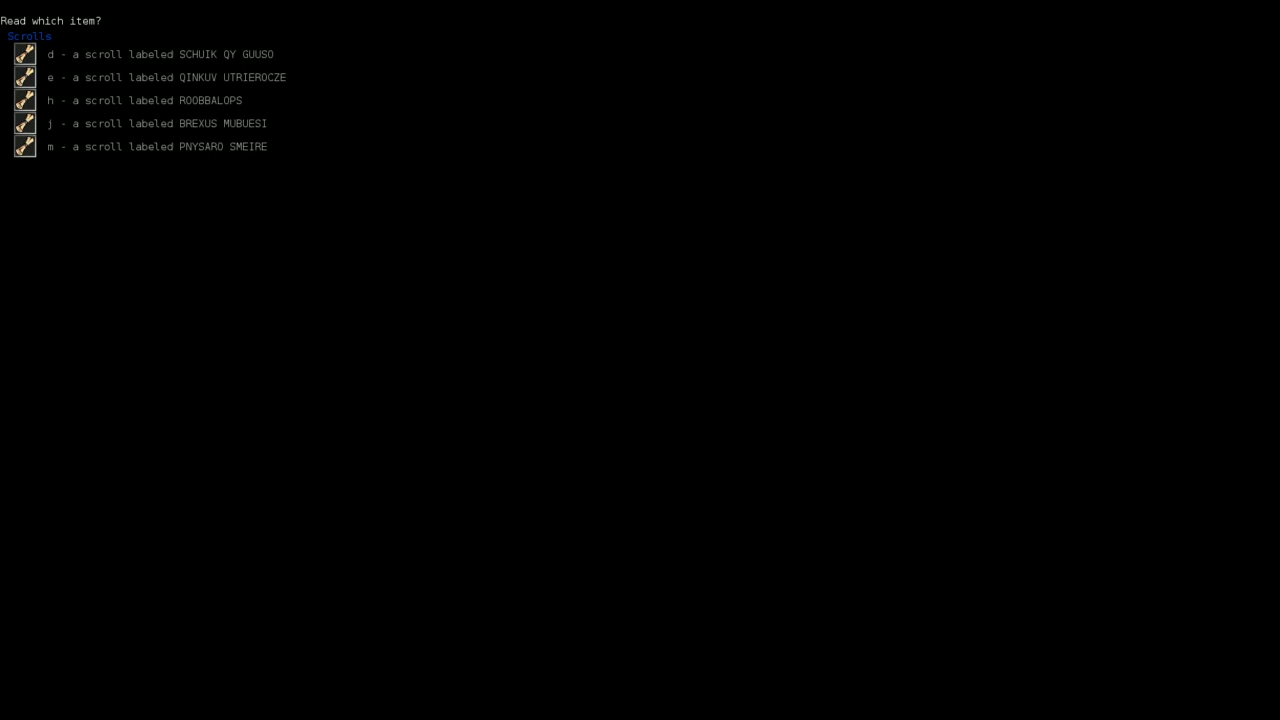 Read which item?
Scrolls
d - a scroll labeled SCHUIK QY GUUSO
e - a scroll labeled QINKUV UTRIEROCZE
h - a scroll labeled ROOBBALOPS
j - a scroll labeled BREXUS MUBUESI
m - a scroll labeled PNYSARO SMEIRE